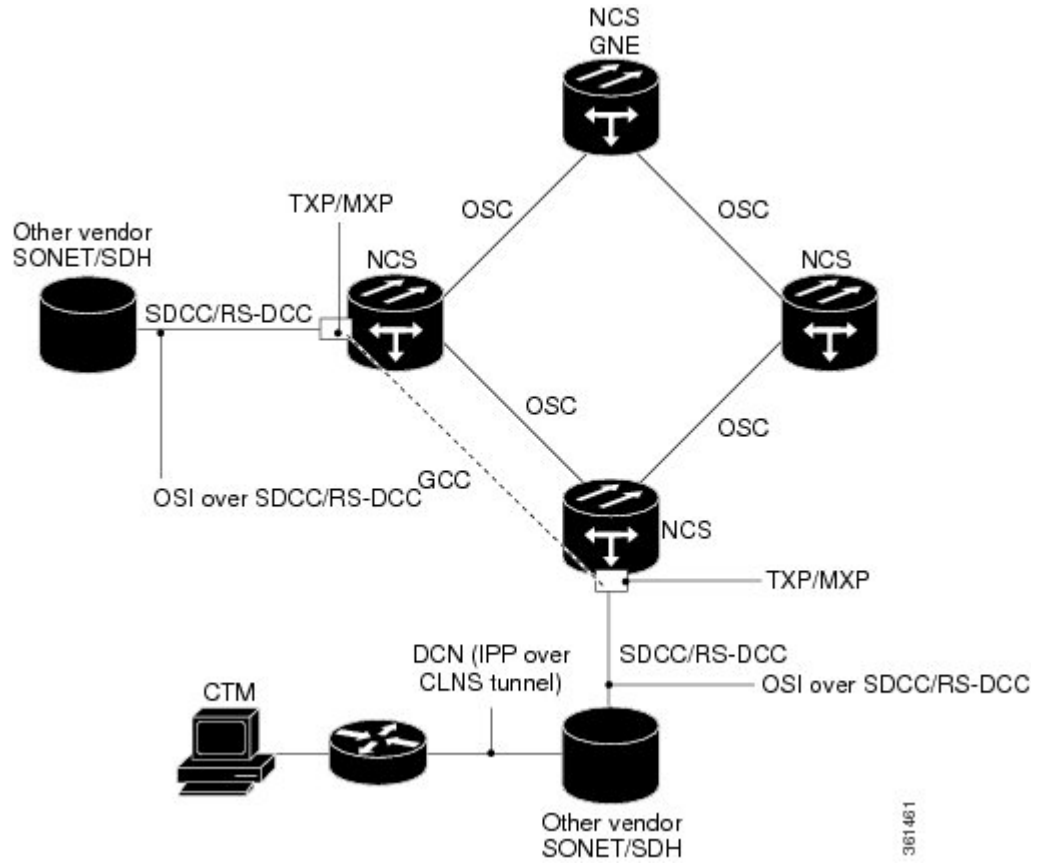 NCS
GNE
TXP/MXP
OSC
OSC
Other vendor
SONET/SDH
NCS
NCS
SDCC/RS-DCC
OSC
OSC
OSI over SDCC/RS-DCC
GCC
NCS
TXP/MXP
DCN (IPP over
CLNS tunnel)
SDCC/RS-DCC
OSI over SDCC/RS-DCC
CTM
Other vendor
SONET/SDH
361461